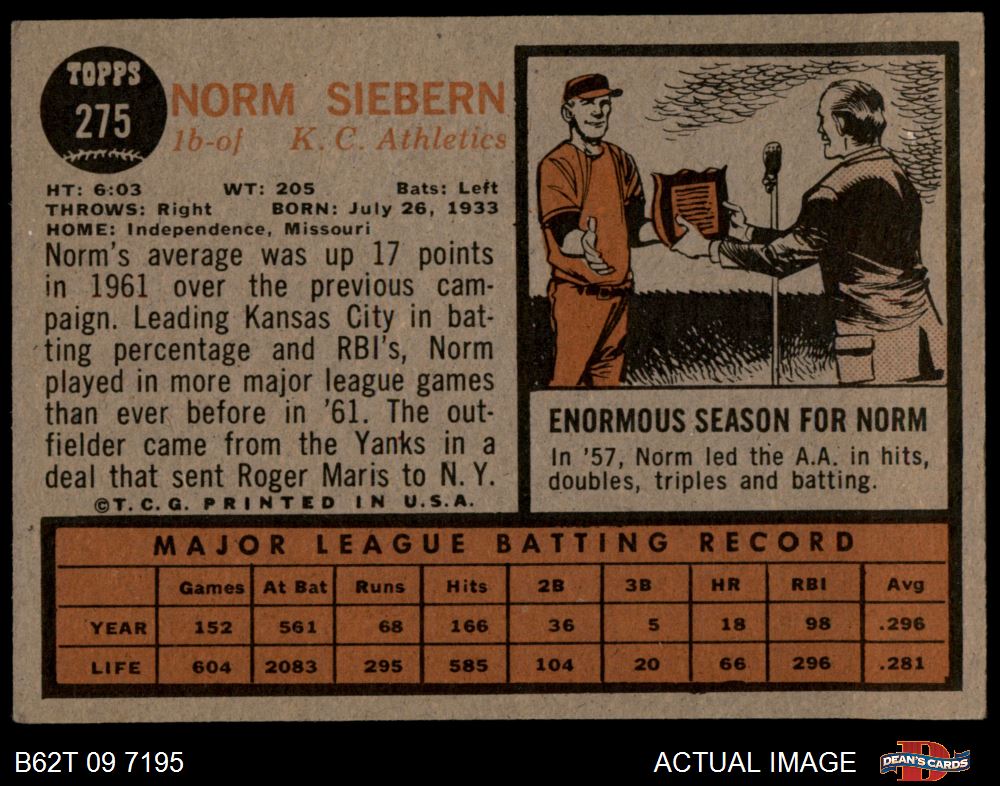 TOPPS
275
NORM SIEBERN
1b-of K. C. Athletics
HT: 6:03 WT: 205 Bats: Left
THROWS: Right BORN: July 26, 1933
HOME: Independence, Missouri
Norm's average was up 17 points
in 1961 over the previous cam-
paign. Leading Kansas City in bat-
ting percentage and RBI's, Norm
played in more major league games
than ever before in '61. The out-
fielder came from the Yanks in a
deal that sent Roger Maris to N. Y.
©T. C. G. PRINTED IN U.S.A.
ENORMOUS SEASON FOR NORM
In '57, Norm led the A.A. in hits,
doubles, triples and batting.
MAJOR LEAGUE BATTING RECORD
Games At Bat Runs Hits 2B 3B HR RBI Avg
YEAR 152 561 68 166 36 5 18 98 .296
LIFE 604 2083 295 585 104 20 66 296 .281
B62T 09 7195 ACTUAL IMAGE DEAN'S CARDS